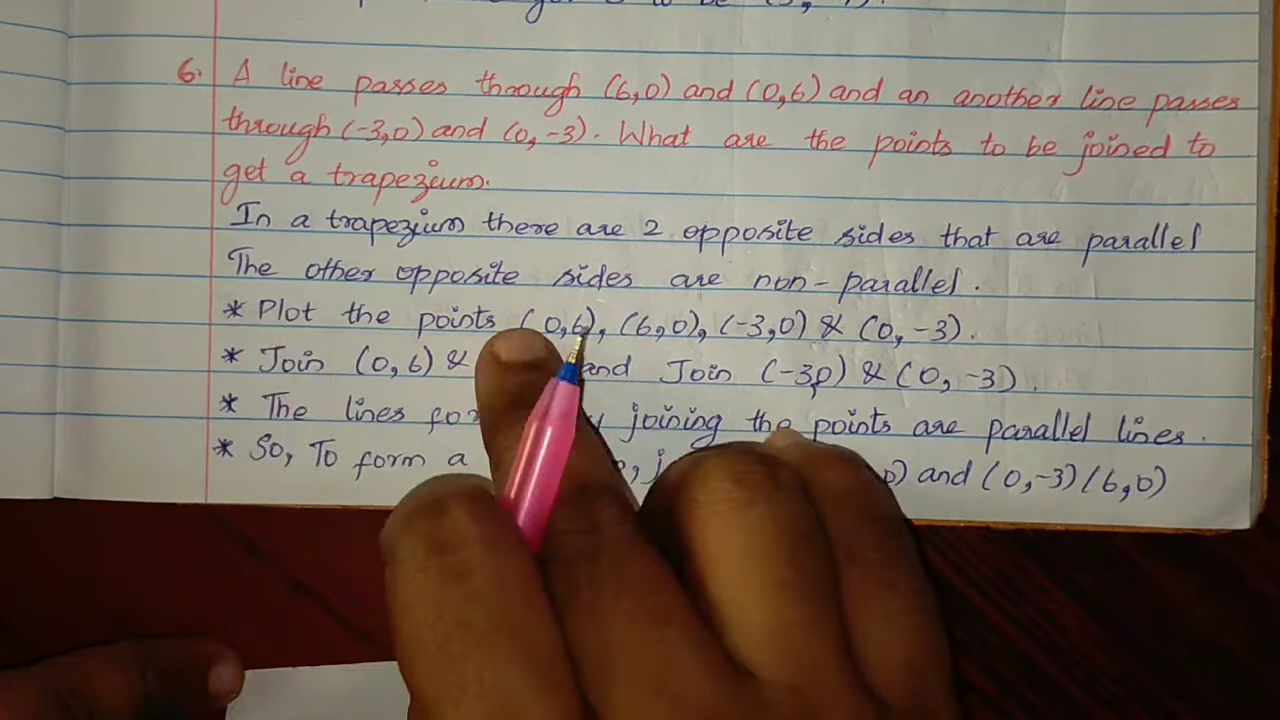 6. A line passes through (6,0) and (0,6) and an another line passes
through (-3,0) and (0,-3). What are the points to be joined to
get a trapezium.
In a trapezium there are 2 opposite sides that are parallel
The other opposite sides are non-parallel.
* Plot the points (0,6), (6,0), (-3,0) & (0,-3).
* Join (0,6) & and Join (-3,0) & (0,-3).
* The lines joining the points are parallel lines.
* So, To form a and (0,-3)(6,0)